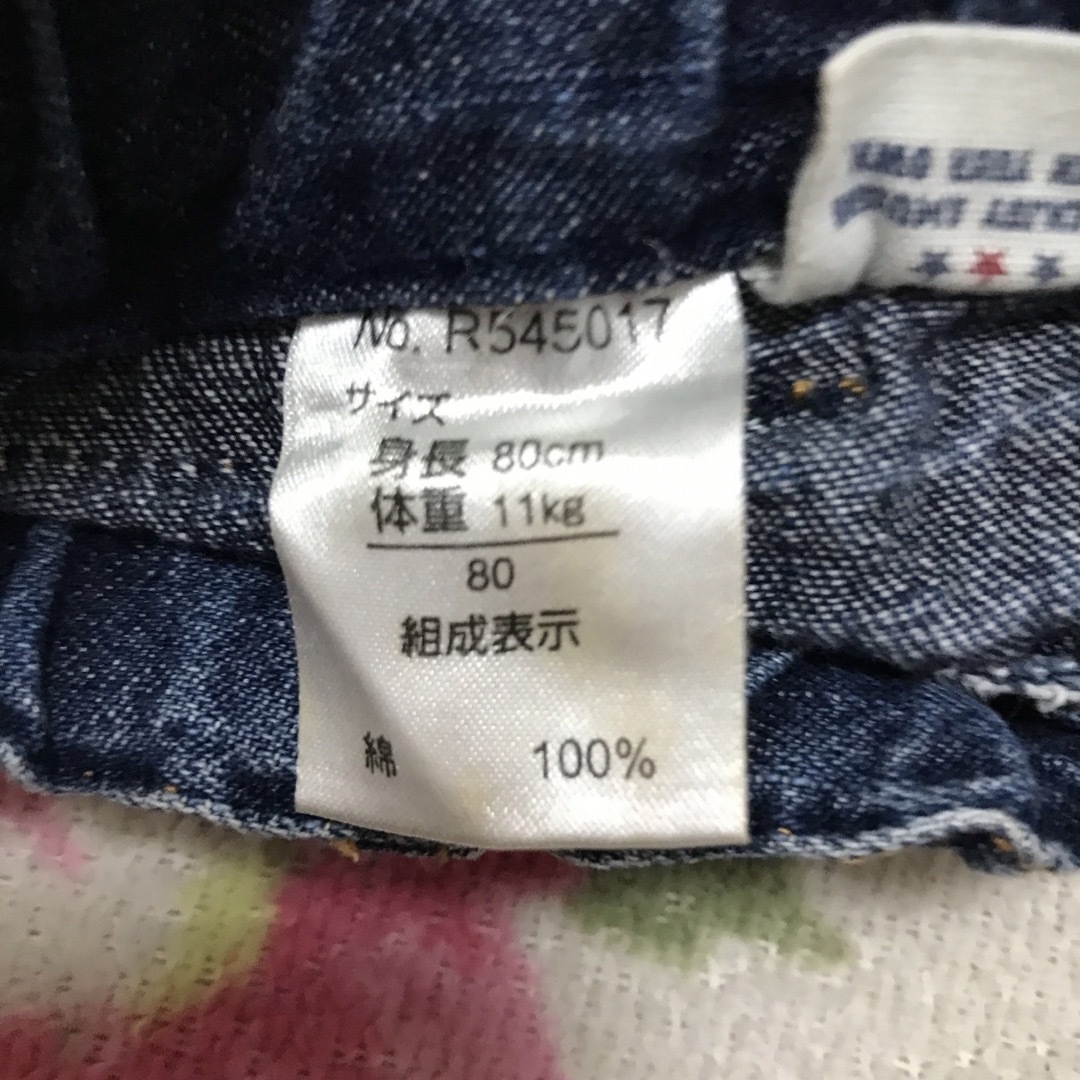 No. R545017
サイズ
身長 80cm
体重 11kg
80
組成表示
綿 100%